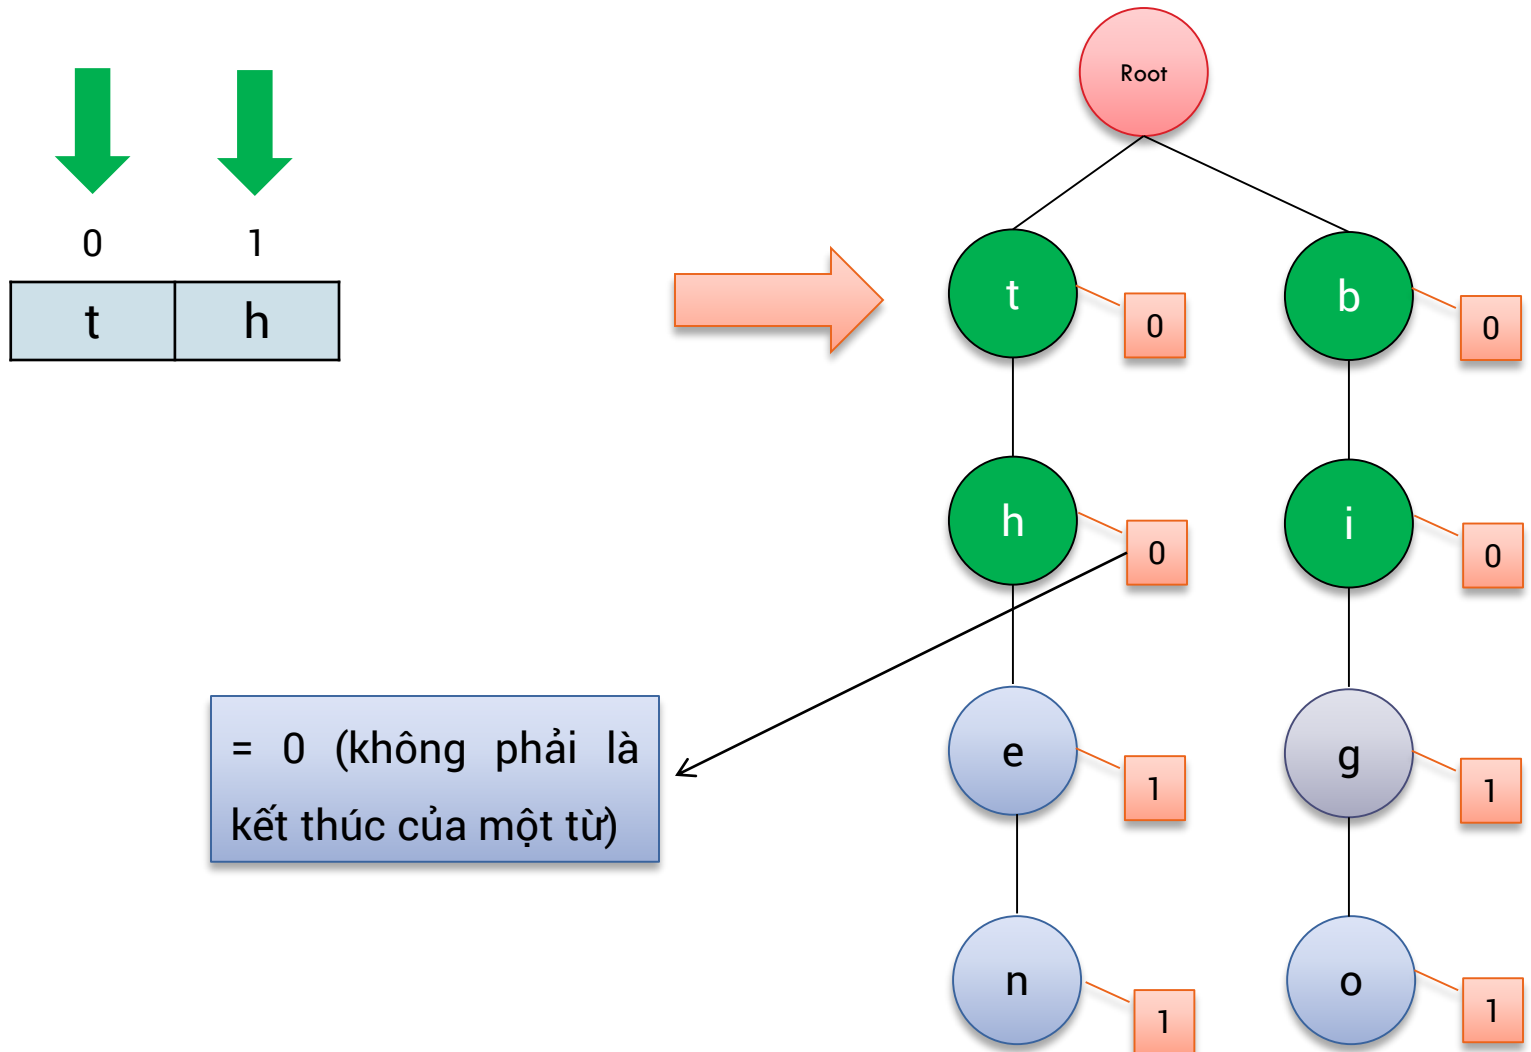 Root
0 1
t h
t
0
b
0
h
0
i
0
e
1
g
1
= 0 (không phải là
kết thúc của một từ)
n
1
o
1